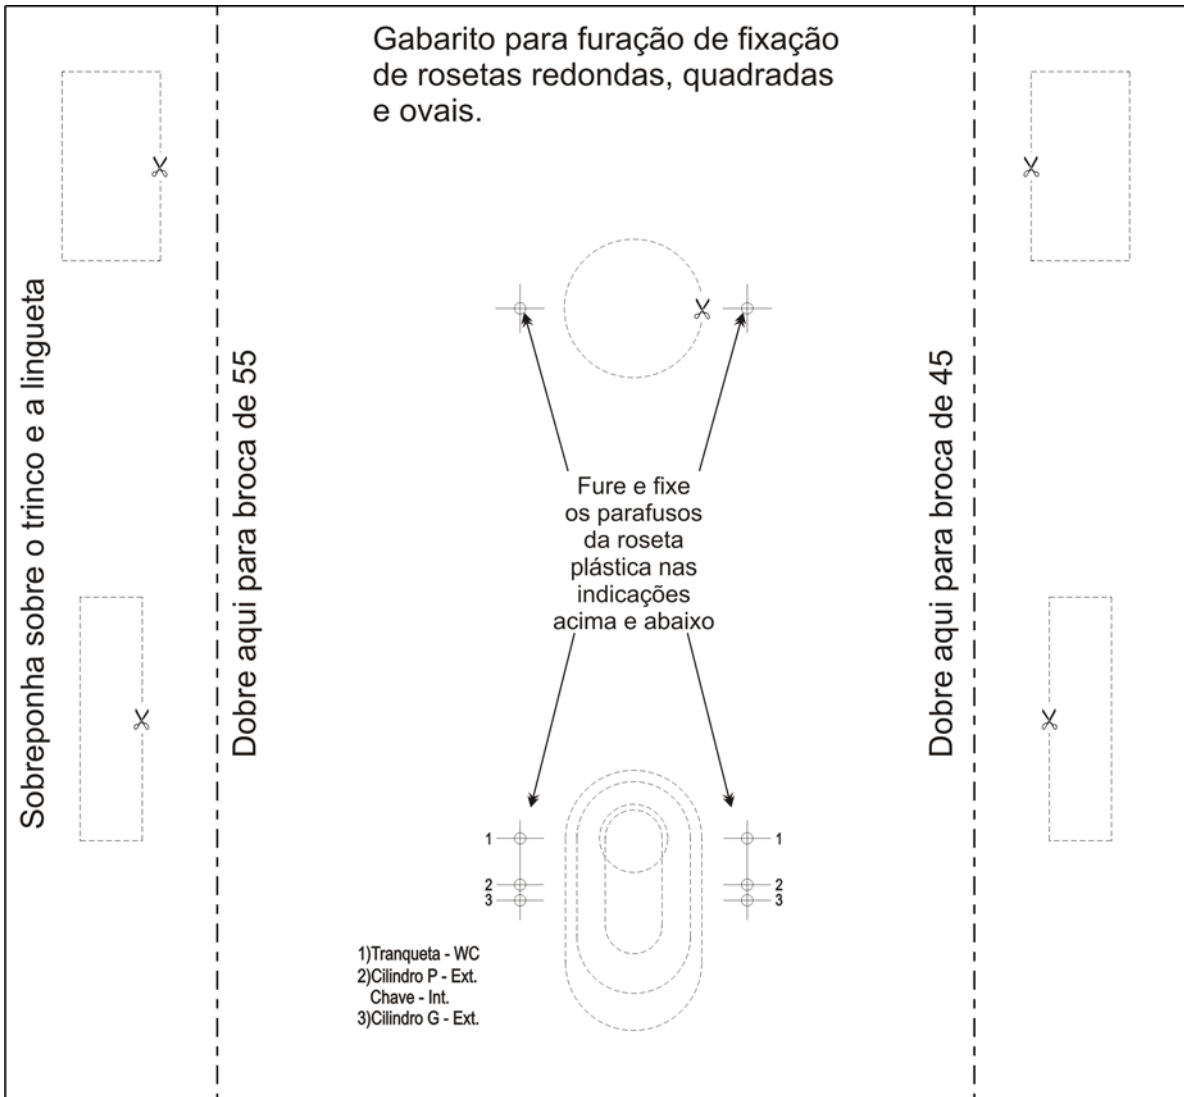 Gabarito para furação de fixação
de rosetas redondas, quadradas
e ovais.
Sobreponha sobre o trinco e a lingueta
Dobre aqui para broca de 55
Dobre aqui para broca de 45
Fure e fixe
os parafusos
da roseta
plástica nas
indicações
acima e abaixo
1
1
2
2
3
3
1)Tranqueta - WC
2)Cilindro P - Ext.
Chave - Int.
3)Cilindro G - Ext.